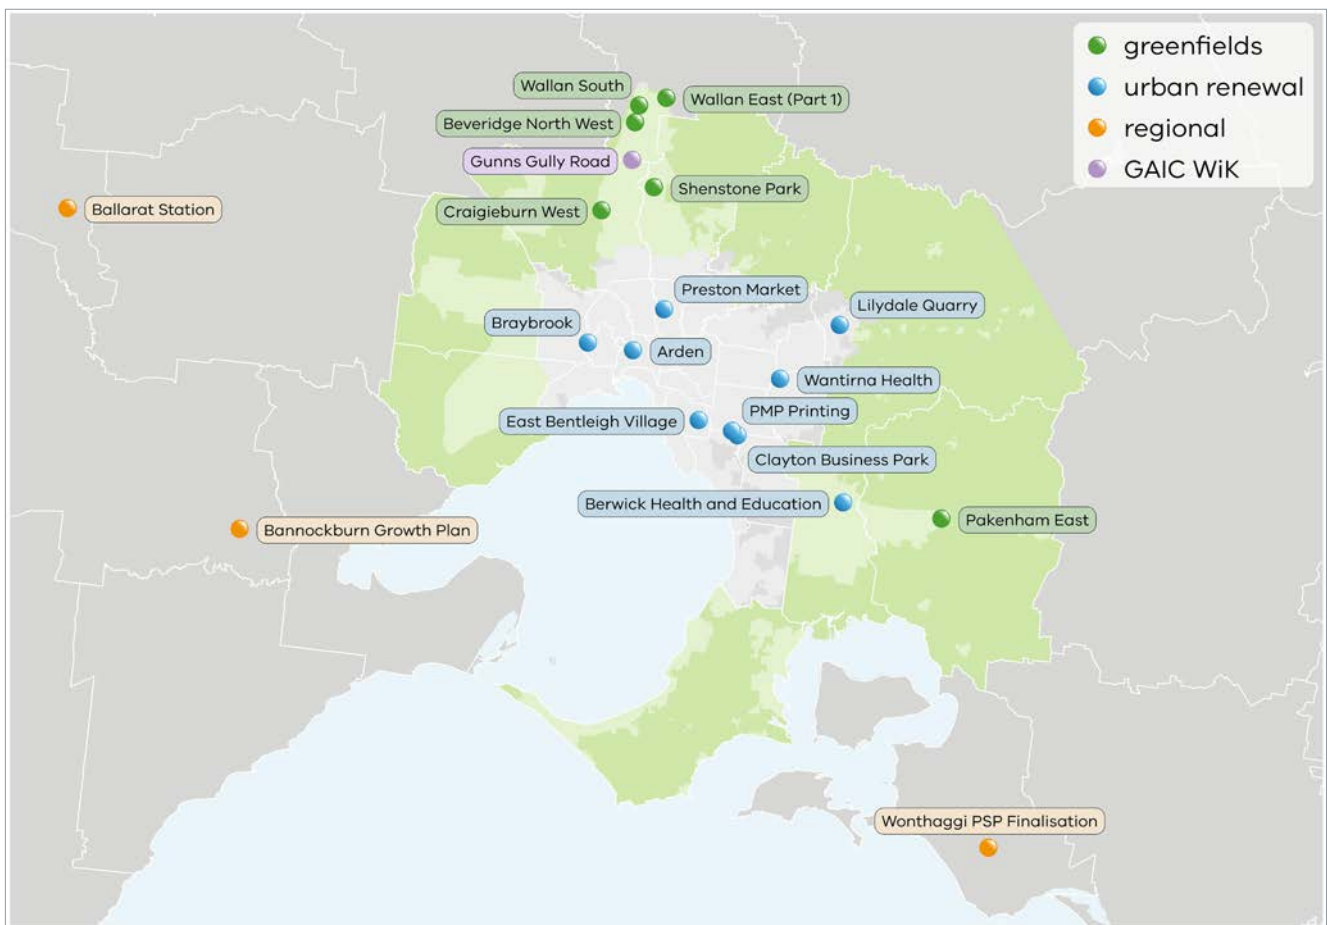 greenfields
urban renewal
regional
GAIC WiK
Wallan South
Wallan East (Part 1)
Beveridge North West
Gunns Gully Road
Shenstone Park
Ballarat Station
Craigieburn West
Preston Market
Lilydale Quarry
Braybrook
Arden
Wantirna Health
PMP Printing
East Bentleigh Village
Clayton Business Park
Berwick Health and Education
Pakenham East
Bannockburn Growth Plan
Wonthaggi PSP Finalisation